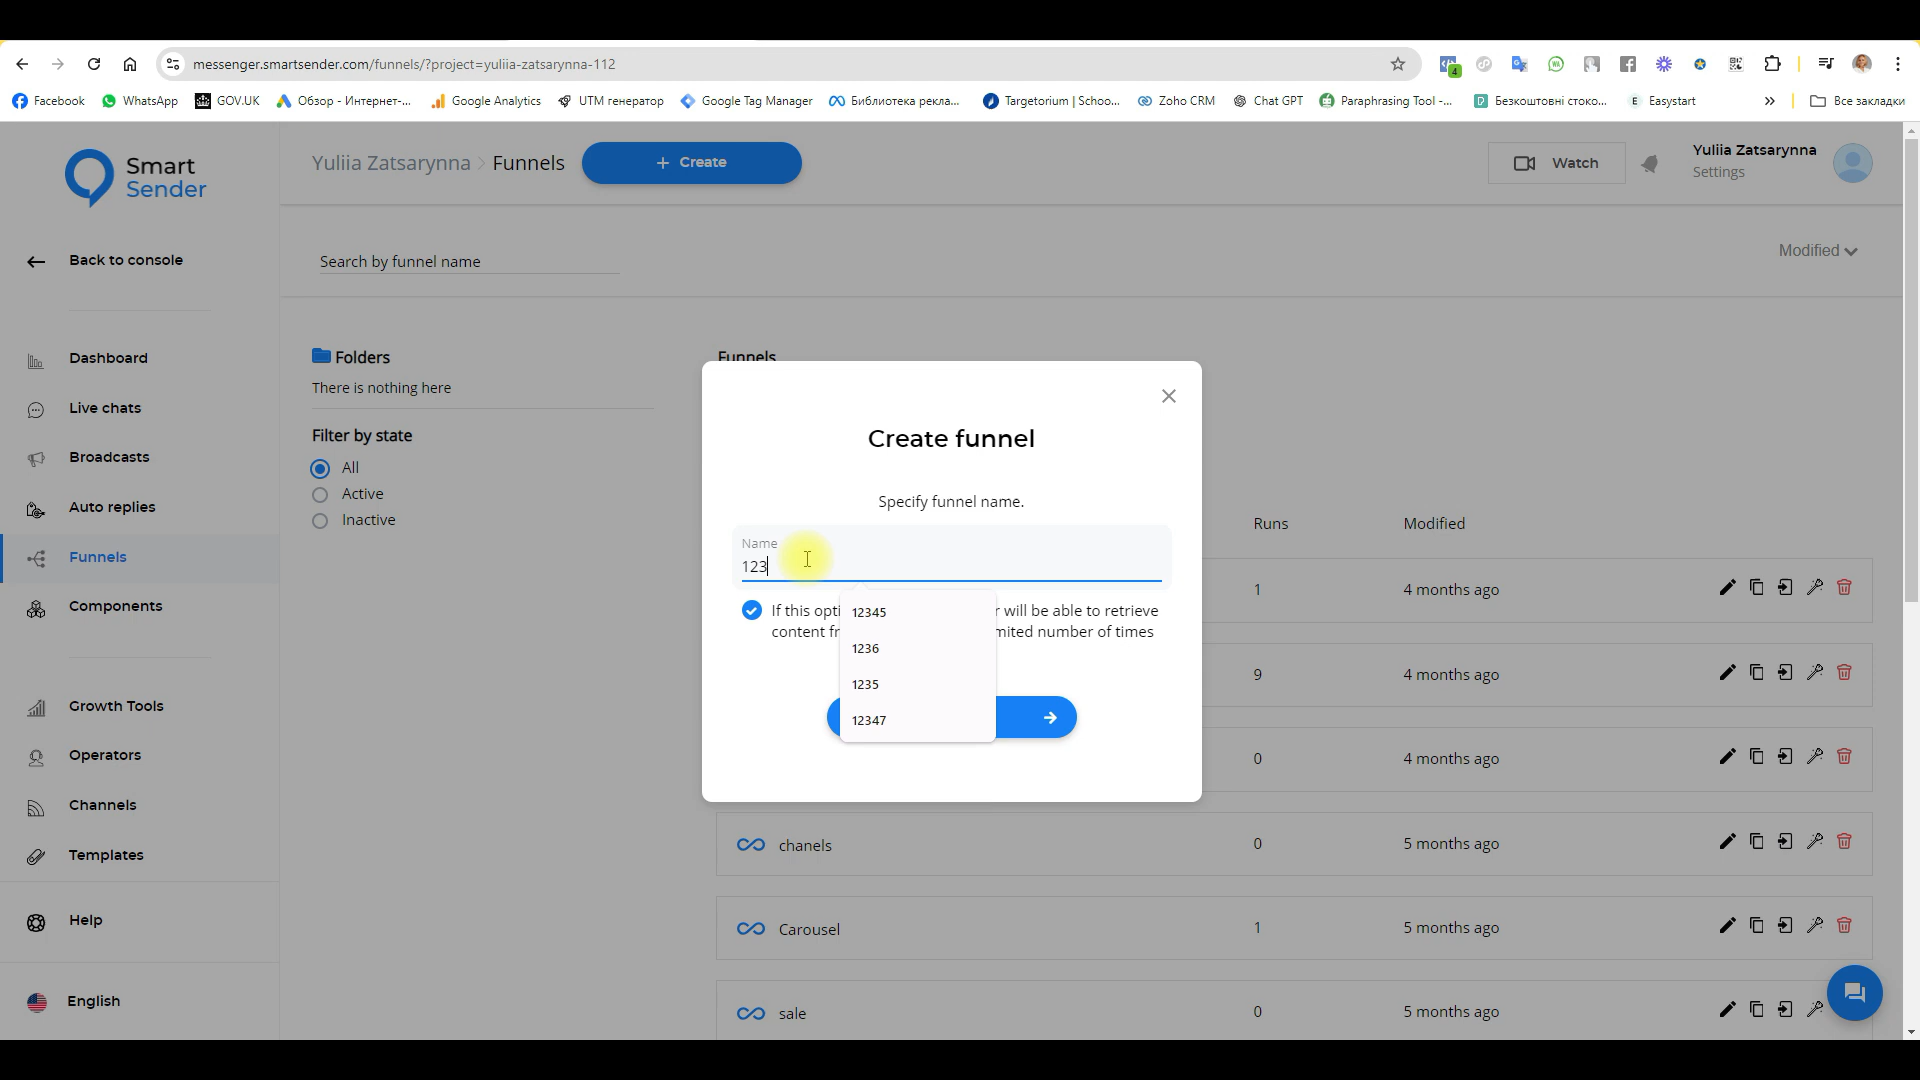 messenger.smartsender.com/funnels/?project=yuliia-zatsarynna-112
4
Facebook
WhatsApp
GOV.UK
Обзор - Интернет-...
Google Analytics
UTM генератор
Google Tag Manager
Библиотека рекла...
Targetorium | Schoo...
Zoho CRM
Chat GPT
Paraphrasing Tool -...
Безкоштовні стоко...
E Easystart
Все закладки
Smart
Sender
Yuliia Zatsarynna
Funnels
+ Create
Watch
Yuliia Zatsarynna
Settings
Back to console
Search by funnel name
Modified
Dashboard
Live chats
Broadcasts
Auto replies
Funnels
Components
Growth Tools
Operators
Channels
Templates
Help
English
Folders
There is nothing here
Filter by state
All
Active
Inactive
Funnels
Create funnel
Specify funnel name.
Name
123
If this opti
r will be able to retrieve
content fr
mited number of times
12345
1236
1235
12347
Runs
Modified
1
4 months ago
9
4 months ago
0
4 months ago
chanels
0
5 months ago
Carousel
1
5 months ago
sale
0
5 months ago